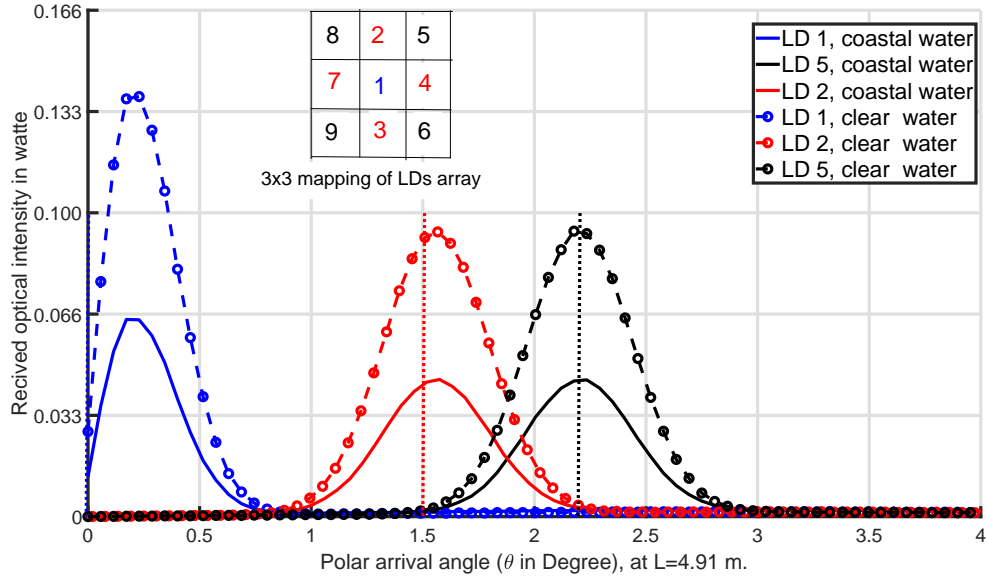 0.166
0.133
0.100
0.066
0.033
0
Recived optical intensity in watte
8 2 5
7 1 4
9 3 6
3x3 mapping of LDs array
LD 1, coastal water
LD 5, coastal water
LD 2, coastal water
LD 1, clear water
LD 2, clear water
LD 5, clear water
0 0.5 1 1.5 2 2.5 3 3.5 4
Polar arrival angle (θ in Degree), at L=4.91 m.